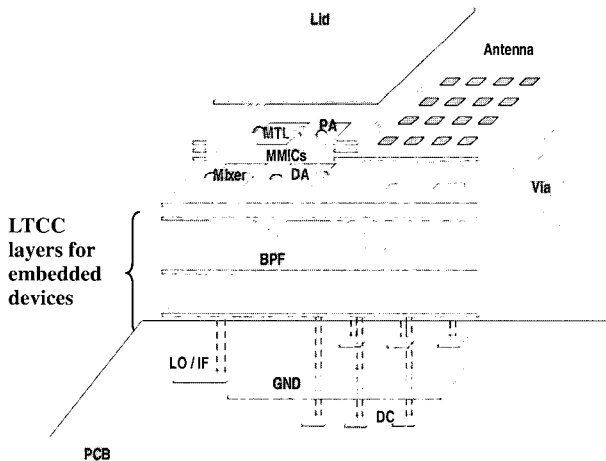 Lid
Antenna
PA
MTL
MMICs
Mixer
DA
Via
LTCC
layers for
embedded
devices
BPF
LO / IF
GND
DC
PCB